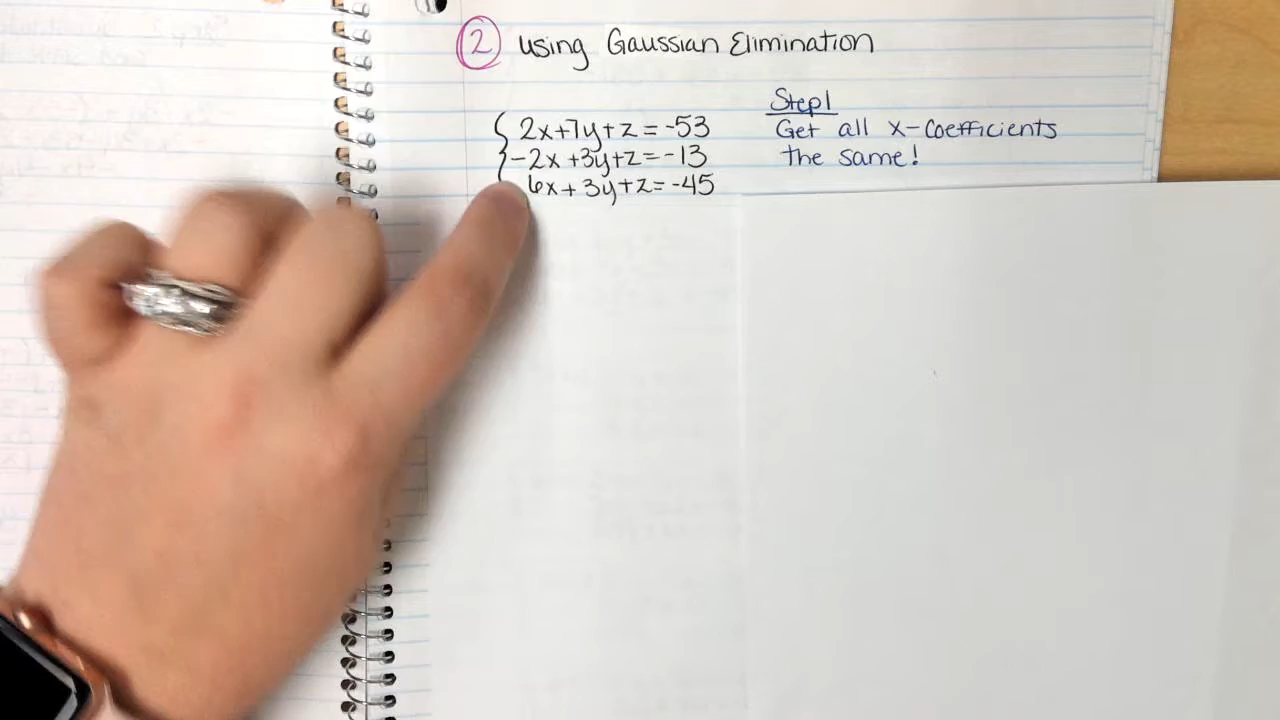 2 using Gaussian Elimination
Step 1
2x+7y+z=-53
-2x+3y+z=-13
6x+3y+z=-45
Get all x-coefficients
the same!